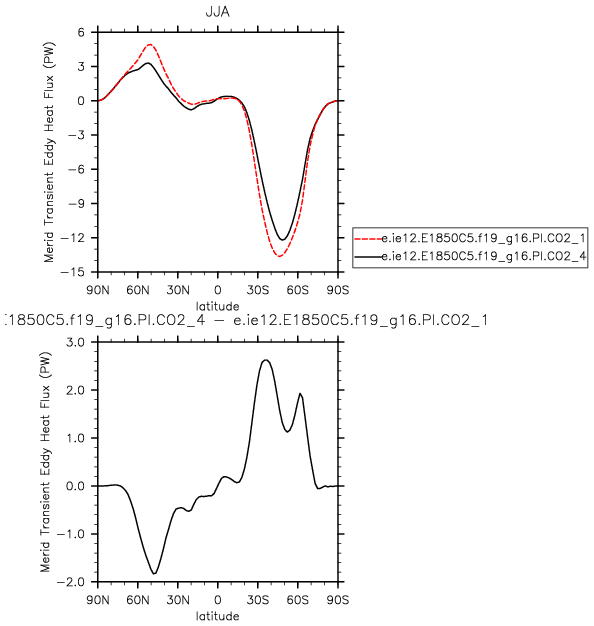 JJA
Merid Transient Eddy Heat Flux (PW)
6
3
0
−3
−6
−9
−12
−15
90N 60N 30N 0 30S 60S 90S
latitude
e.ie12.E1850C5.f19_g16.PI.CO2_1
e.ie12.E1850C5.f19_g16.PI.CO2_4
:1850C5.f19_g16.PI.CO2_4 − e.ie12.E1850C5.f19_g16.PI.CO2_1
Merid Transient Eddy Heat Flux (PW)
3.0
2.0
1.0
0.0
−1.0
−2.0
90N 60N 30N 0 30S 60S 90S
latitude